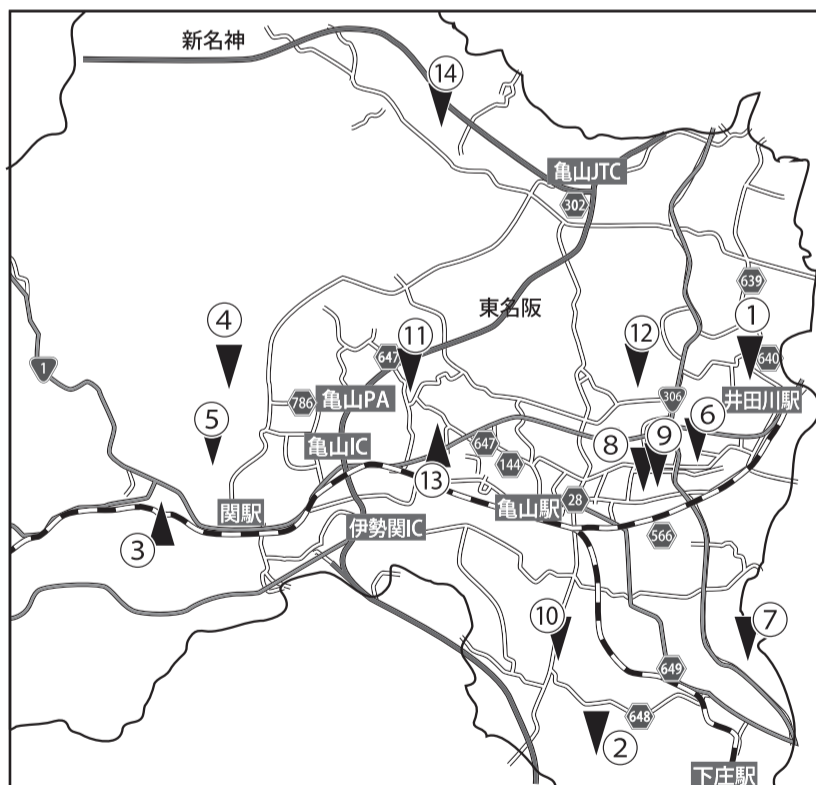 新名神
⑭
亀山JTC
302
東名阪
639
④
⑪
⑫
①
1
647
640
786
亀山PA
306
井田川駅
⑤
亀山IC
647
⑧
⑨
⑥
⑬
144
関駅
亀山駅
28
③
伊勢関IC
566
⑩
⑦
649
648
②
下庄駅